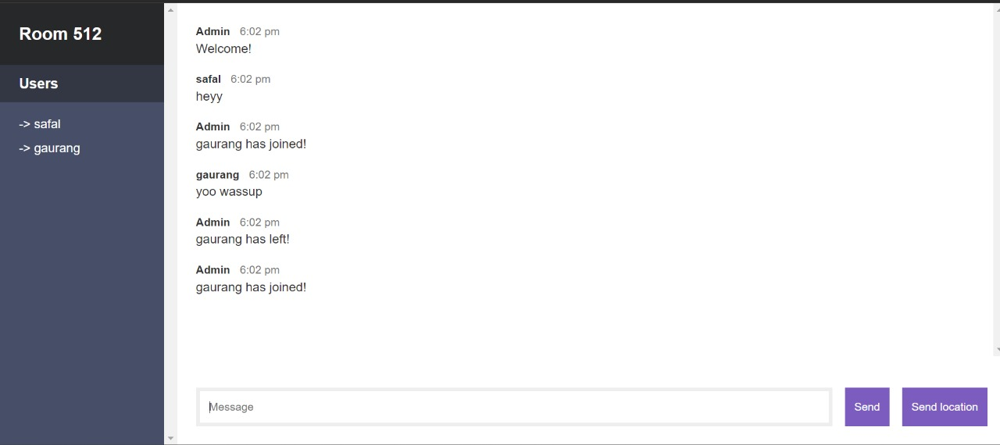 Room 512
Users
-> safal
-> gaurang
Admin 6:02 pm
Welcome!
safal 6:02 pm
heyy
Admin 6:02 pm
gaurang has joined!
gaurang 6:02 pm
yoo wassup
Admin 6:02 pm
gaurang has left!
Admin 6:02 pm
gaurang has joined!
Message
Send
Send location